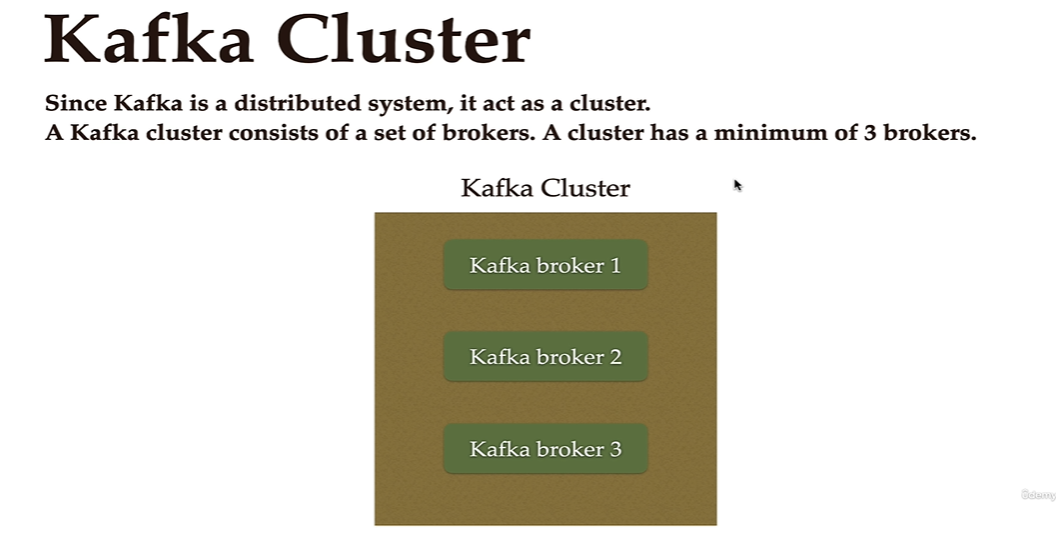 Kafka Cluster
Since Kafka is a distributed system, it act as a cluster.
A Kafka cluster consists of a set of brokers. A cluster has a minimum of 3 brokers.
Kafka Cluster
Kafka broker 1
Kafka broker 2
Kafka broker 3
Udemy